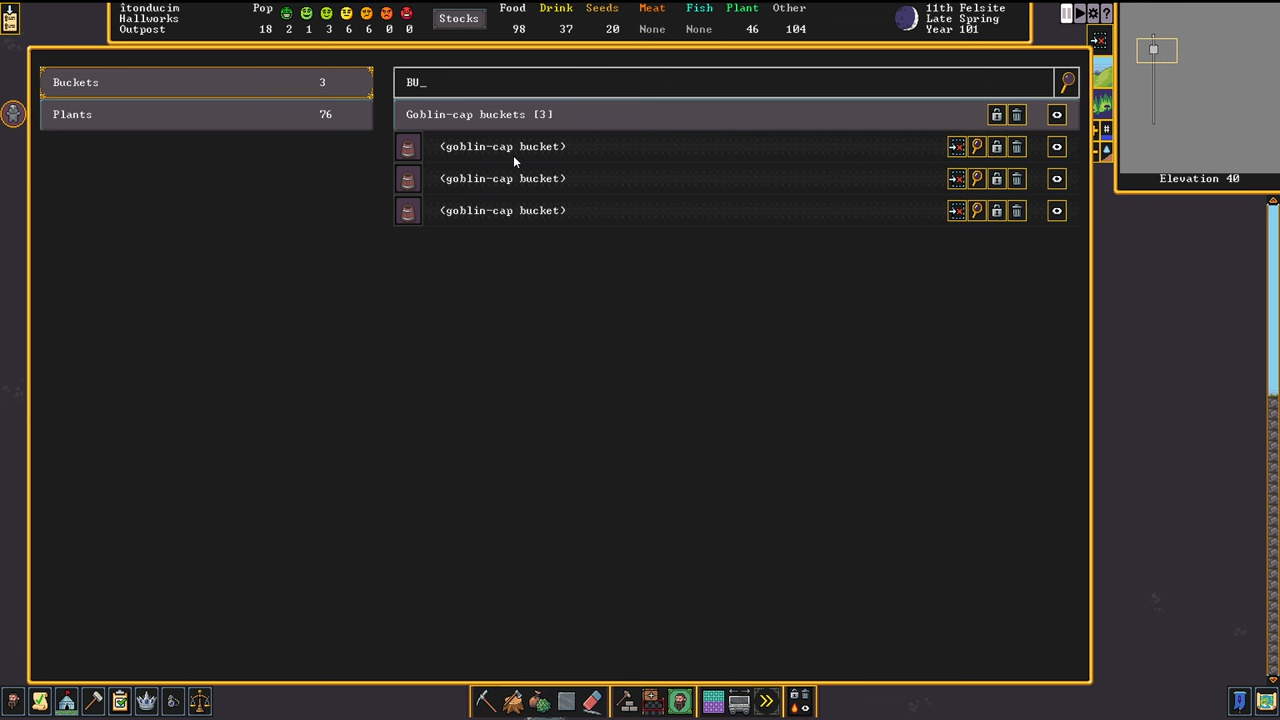 îtonducim Pop Food Drink Seeds Meat Fish Plant Other 11th Felsite
Hallworks Stocks Late Spring
Outpost 18 2 1 3 6 6 0 0 98 37 20 None None 46 104 Year 101
Buckets 3 BU_
Plants 76 Goblin-cap buckets [3]
(goblin-cap bucket)
(goblin-cap bucket)
Elevation 40
(goblin-cap bucket)